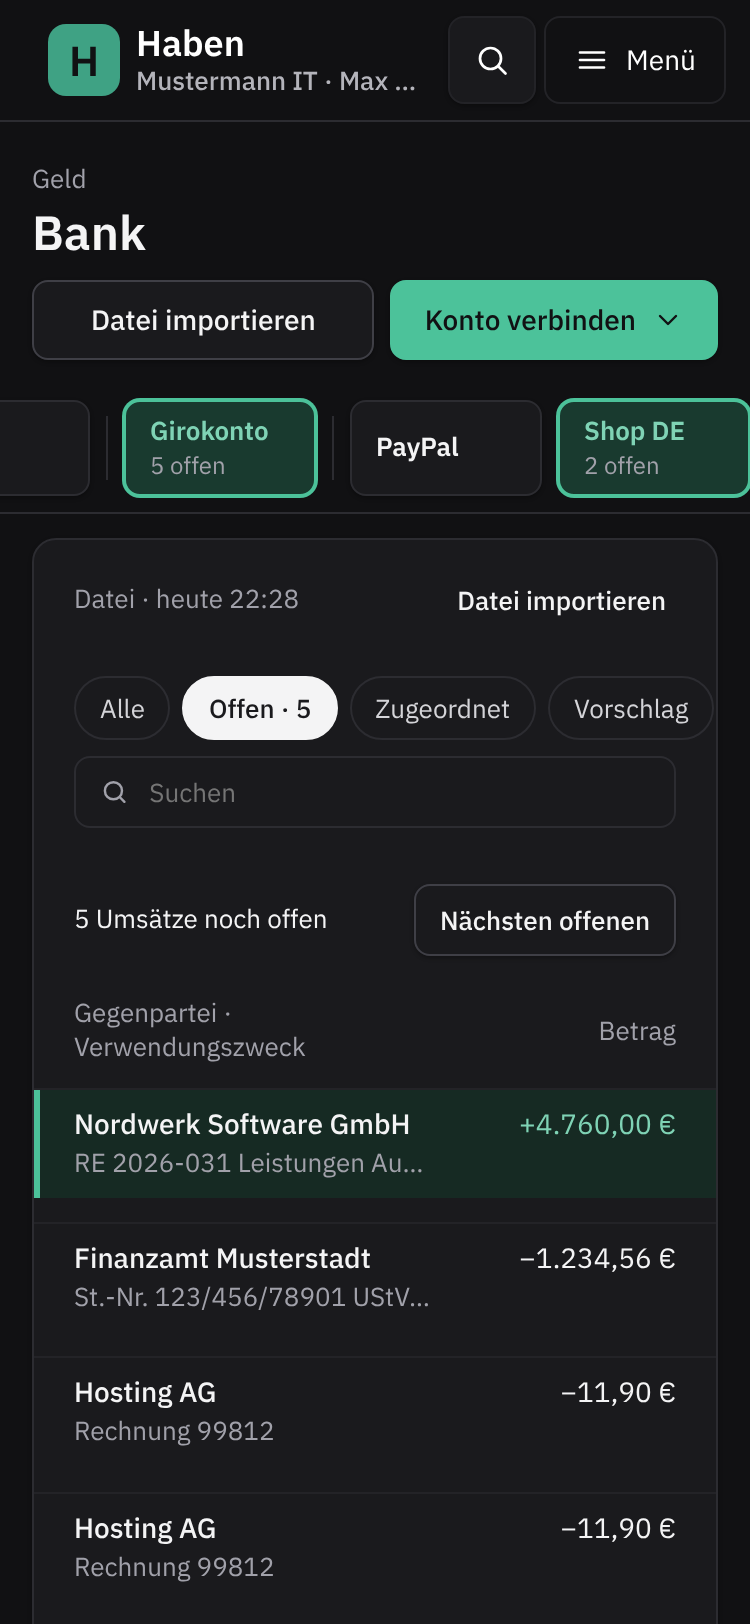 H
Haben
Mustermann IT · Max ...
Menü
Geld
Bank
Datei importieren
Konto verbinden
Girokonto
5 offen
PayPal
Shop DE
2 offen
Datei · heute 22:28
Datei importieren
Alle
Offen · 5
Zugeordnet
Vorschlag
Suchen
5 Umsätze noch offen
Nächsten offenen
Gegenpartei ·
Verwendungszweck
Betrag
Nordwerk Software GmbH
+4.760,00 €
RE 2026-031 Leistungen Au...
Finanzamt Musterstadt
−1.234,56 €
St.-Nr. 123/456/78901 UStV...
Hosting AG
−11,90 €
Rechnung 99812
Hosting AG
−11,90 €
Rechnung 99812